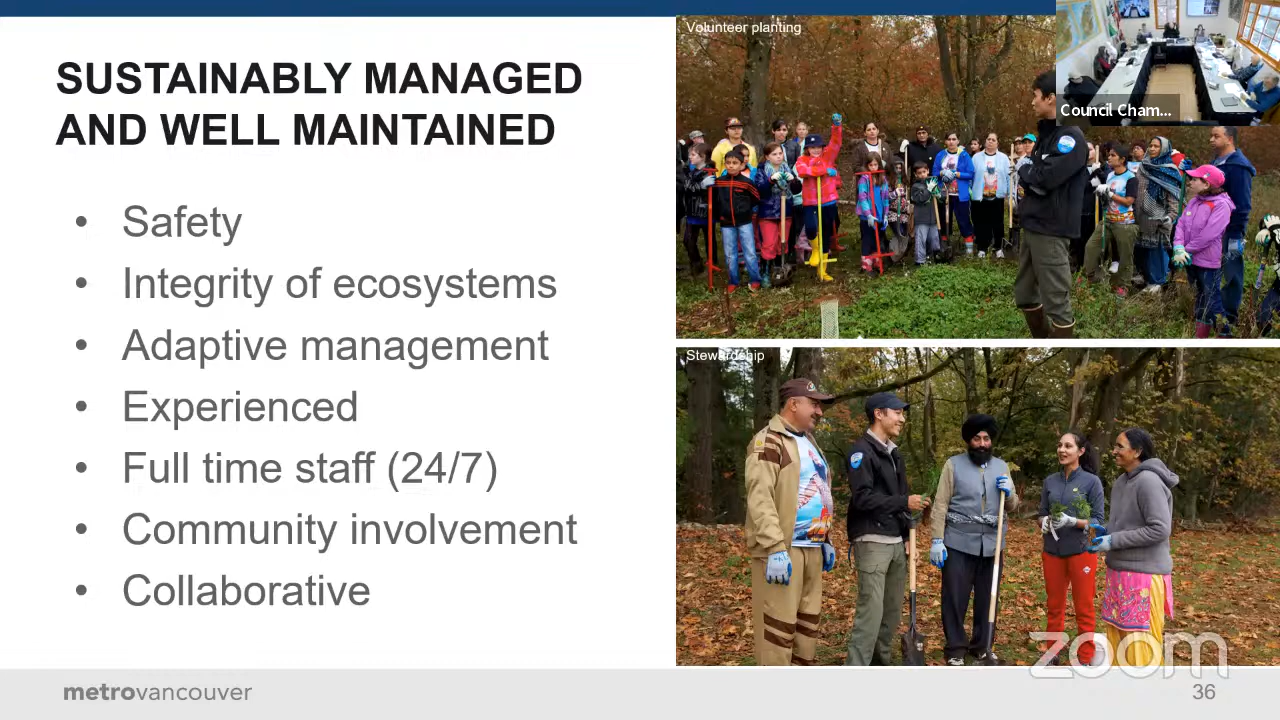 SUSTAINABLY MANAGED
AND WELL MAINTAINED
• Safety
• Integrity of ecosystems
• Adaptive management
• Experienced
• Full time staff (24/7)
• Community involvement
• Collaborative
Volunteer planting
Council Cham...
Stewardship
zoom
metrovancouver
36